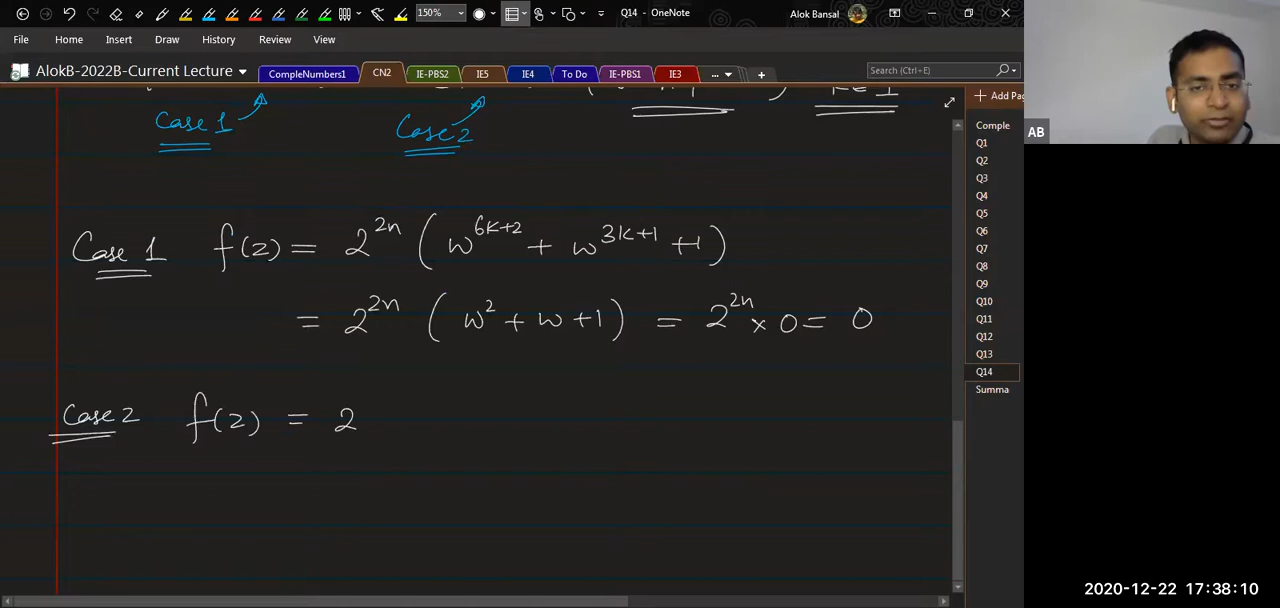 150%
Q14 - OneNote
Alok Bansal
File Home Insert Draw History Review View
AlokB-2022B-Current Lecture
CompleNumbers1 CN2 IE-PBS2 IE5 IE4 To Do IE-PBS1 IE3 ... +
Search (Ctrl+E)
Add Pag
Comple
Q1
Q2
Q3
Q4
Q5
Q6
Q7
Q8
Q9
Q10
Q11
Q12
Q13
Q14
Summa
AB
Case 1
Case 2
Case 1 f(z) = 2^{2n} (w^{6k+2} + w^{3k+1} + 1)
= 2^{2n} (w^2 + w + 1) = 2^{2n} × 0 = 0
Case 2 f(z) = 2
2020-12-22 17:38:10